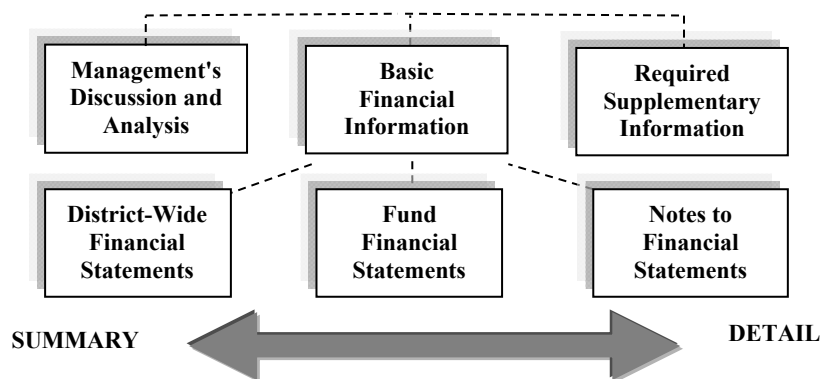 Management's
Discussion and
Analysis
Basic
Financial
Information
Required
Supplementary
Information
District-Wide
Financial
Statements
Fund
Financial
Statements
Notes to
Financial
Statements
SUMMARY
DETAIL